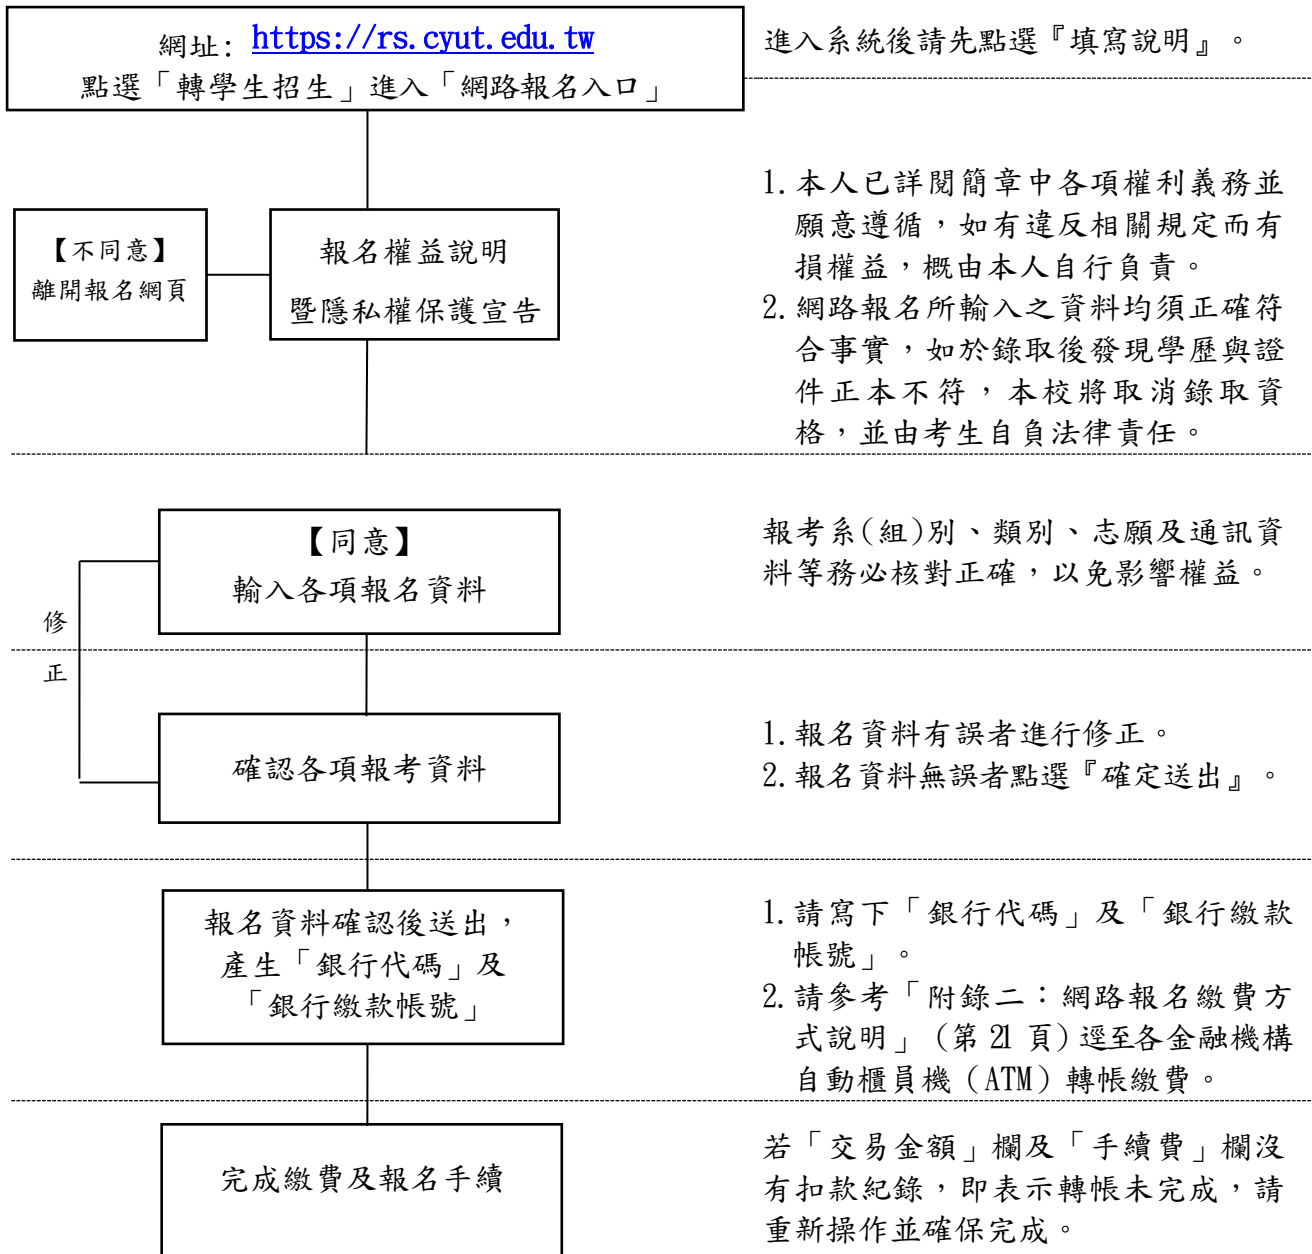 網址: https://rs.cyut.edu.tw
點選「轉學生招生」進入「網路報名入口」
進入系統後請先點選『填寫說明』。
【不同意】
離開報名網頁
報名權益說明
暨隱私權保護宣告
1.本人已詳閱簡章中各項權利義務並
願意遵循，如有違反相關規定而有
損權益，概由本人自行負責。
2.網路報名所輸入之資料均須正確符
合事實，如於錄取後發現學歷與證
件正本不符，本校將取消錄取資
格，並由考生自負法律責任。
【同意】
輸入各項報名資料
報考系(組)別、類別、志願及通訊資
料等務必核對正確，以免影響權益。
修
正
確認各項報考資料
1.報名資料有誤者進行修正。
2.報名資料無誤者點選『確定送出』。
報名資料確認後送出，
產生「銀行代碼」及
「銀行繳款帳號」
1.請寫下「銀行代碼」及「銀行繳款
帳號」。
2.請參考「附錄二：網路報名繳費方
式說明」(第 21 頁)逕至各金融機構
自動櫃員機（ATM）轉帳繳費。
完成繳費及報名手續
若「交易金額」欄及「手續費」欄沒
有扣款紀錄，即表示轉帳未完成，請
重新操作並確保完成。